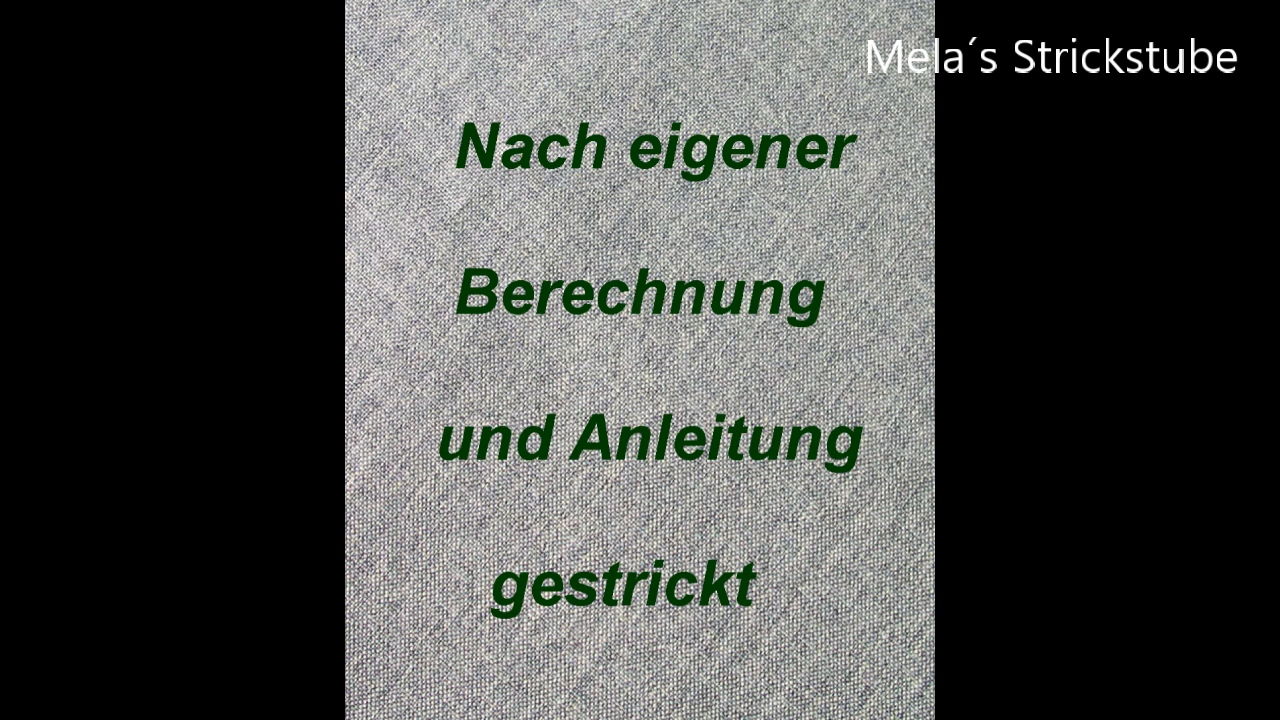 Mela´s Strickstube
Nach eigener
Berechnung
und Anleitung
gestrickt